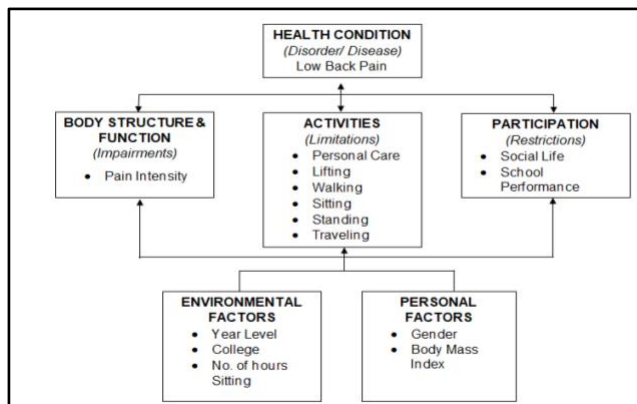 HEALTH CONDITION
(Disorder/ Disease)
Low Back Pain
BODY STRUCTURE &
FUNCTION
(Impairments)
• Pain Intensity
ACTIVITIES
(Limitations)
• Personal Care
• Lifting
• Walking
• Sitting
• Standing
• Traveling
PARTICIPATION
(Restrictions)
• Social Life
• School
Performance
ENVIRONMENTAL
FACTORS
• Year Level
• College
• No. of hours
Sitting
PERSONAL
FACTORS
• Gender
• Body Mass
Index